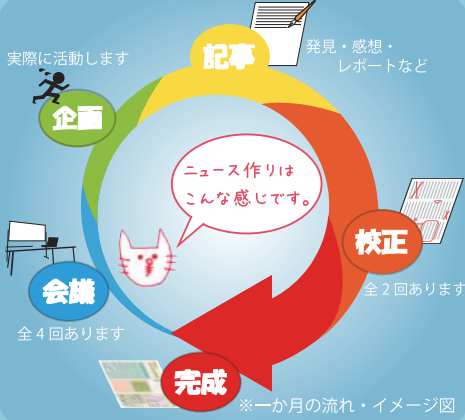 記事
発見・感想・
レポートなど
実際に活動します
企画
ニュース作りは
こんな感じです。
校正
全2回あります
会議
全4回あります
完成
※一か月の流れ・イメージ図